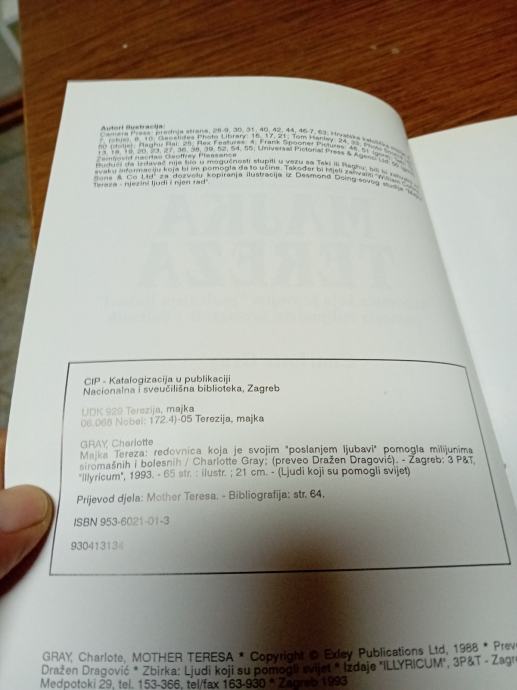 Autori Ilustracija:
Camera Press: prednja strana, 28-9, 30, 31, 40, 42, 44, 46-7, 63; Hrvatska
7, 8, 10; Geoslides Photo Library: 16, 17, 21; Tom Hanley: 24, 33; Photo
50 (dolje); Raghu Rai: 25; Rex Features: 4; Frank Spooner Pictures: 48, 51;
13, 18, 19, 20, 23, 27, 36, 38, 39, 52, 54, 55; Universal Pictorial Press & Agency Ltd: 50
Zemljovid nacrtao Geoffrey Pleasance
Budući da izdavač nije bio u mogućnosti stupiti u vezu sa Teki ili Raghu, bili bi zahvalni
svaku informaciju koja bi im pomogla da to učine. Također bi htjeli zahvaliti "William
Sons & Co Ltd" za dozvolu kopiranja ilustracija iz Desmond Doing-sovog studija
Tereza - njezini ljudi i njen rad".
MAJKA
TEREZA
CIP - Katalogizacija u publikaciji
Nacionalna i sveučilišna biblioteka, Zagreb
UDK 929 Terezija, majka
06.068 Nobel: 172.4)-05 Terezija, majka
GRAY, Charlotte
Majka Tereza: redovnica koja je svojim "poslanjem ljubavi" pomogla milijunima
siromašnih i bolesnih / Charlotte Gray; (preveo Dražen Dragović). - Zagreb: 3 P&T,
"Illyricum", 1993. - 65 str. : ilustr. ; 21 cm. - (Ljudi koji su pomogli svijet)
Prijevod djela: Mother Teresa. - Bibliografija: str. 64.
ISBN 953-6021-01-3
930413134
GRAY, Charlote, MOTHER TERESA * Copyright © Exley Publications Ltd, 1988 *
Dražen Dragović * Zbirka: Ljudi koji su pomogli svijet * Izdaje "ILLYRICUM", 3P&T -
Medpotoki 29, tel. 153-366, tel/fax 163-930 * Zagreb 1993